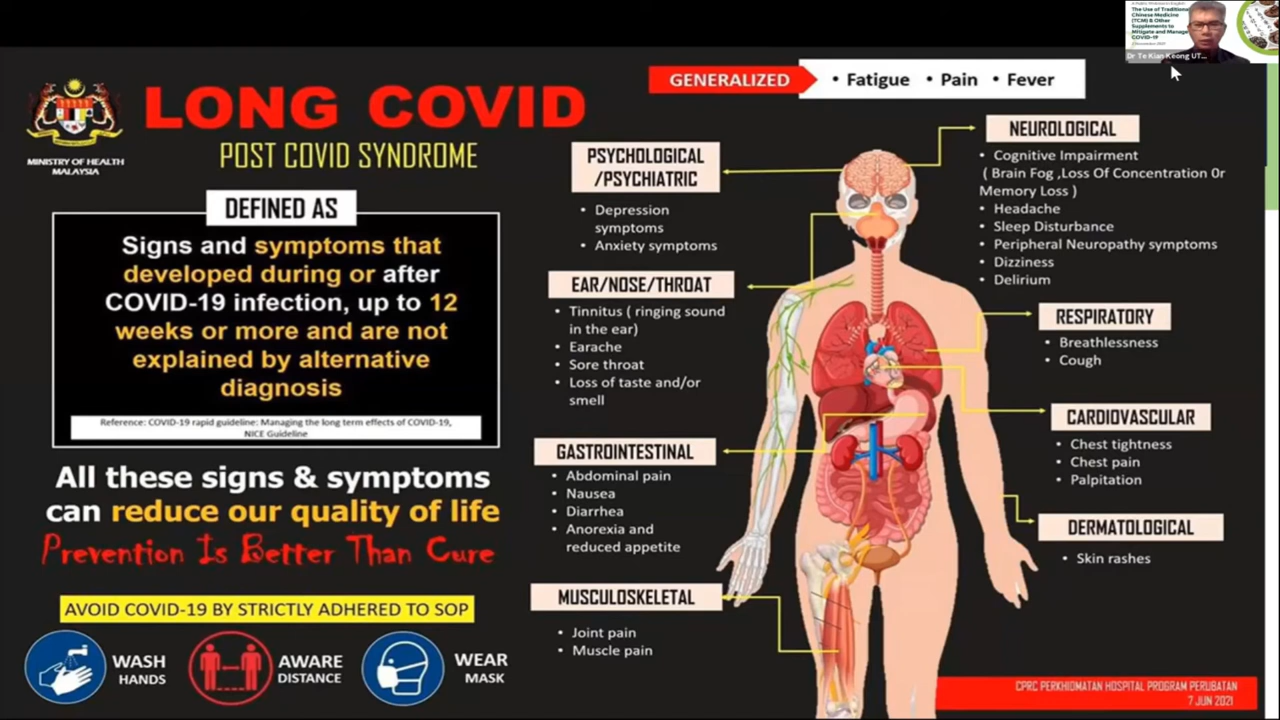 The Use of Traditional
Chinese Medicine
(TCM) & Other
Supplements to
Mitigate and Manage
COVID-19
Dr Te Kian Keong UT...
MINISTRY OF HEALTH
MALAYSIA
LONG COVID
POST COVID SYNDROME
DEFINED AS
Signs and symptoms that
developed during or after
COVID-19 infection, up to 12
weeks or more and are not
explained by alternative
diagnosis
Reference: COVID-19 rapid guideline: Managing the long term effects of COVID-19,
NICE Guideline
All these signs & symptoms
can reduce our quality of life
Prevention Is Better Than Cure
AVOID COVID-19 BY STRICTLY ADHERED TO SOP
WASH
HANDS
AWARE
DISTANCE
WEAR
MASK
GENERALIZED
• Fatigue • Pain • Fever
PSYCHOLOGICAL
/PSYCHIATRIC
• Depression
symptoms
• Anxiety symptoms
EAR/NOSE/THROAT
• Tinnitus ( ringing sound
in the ear)
• Earache
• Sore throat
• Loss of taste and/or
smell
GASTROINTESTINAL
• Abdominal pain
• Nausea
• Diarrhea
• Anorexia and
reduced appetite
MUSCULOSKELETAL
• Joint pain
• Muscle pain
NEUROLOGICAL
• Cognitive Impairment
( Brain Fog ,Loss Of Concentration 0r
Memory Loss )
• Headache
• Sleep Disturbance
• Peripheral Neuropathy symptoms
• Dizziness
• Delirium
RESPIRATORY
• Breathlessness
• Cough
CARDIOVASCULAR
• Chest tightness
• Chest pain
• Palpitation
DERMATOLOGICAL
• Skin rashes
CPRC PERKHIDMATAN HOSPITAL PROGRAM PERUBATAN
7 JUN 2021